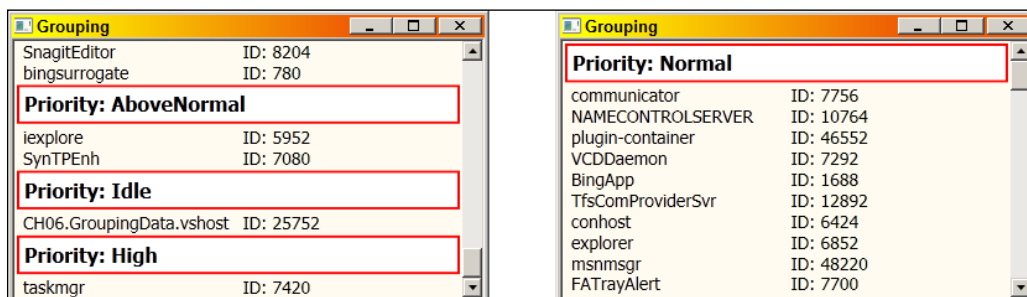 Grouping
SnagitEditor ID: 8204
bingsurrogate ID: 780
Priority: AboveNormal
iexplore ID: 5952
SynTPEnh ID: 7080
Priority: Idle
CH06.GroupingData.vshost ID: 25752
Priority: High
taskmgr ID: 7420
Grouping
Priority: Normal
communicator ID: 7756
NAMECONTROLSERVER ID: 10764
plugin-container ID: 46552
VCDDaemon ID: 7292
BingApp ID: 1688
TfsComProviderSvr ID: 12892
conhost ID: 6424
explorer ID: 6852
msnmsgr ID: 48220
FATrayAlert ID: 7700